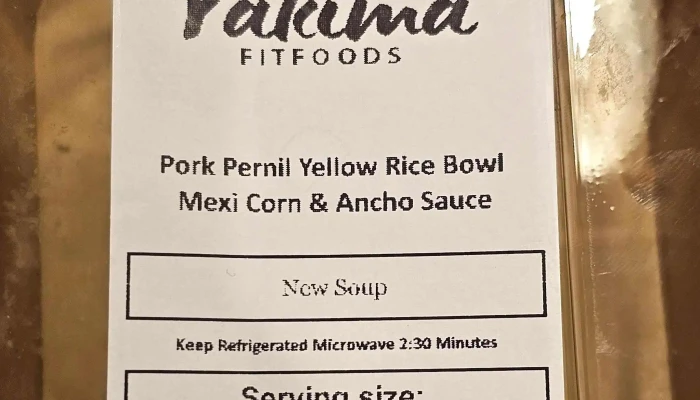 Yakima
FITFOODS
Pork Pernil Yellow Rice Bowl
Mexi Corn & Ancho Sauce
New Soup
Keep Refrigerated Microwave 2:30 Minutes
Serving size: